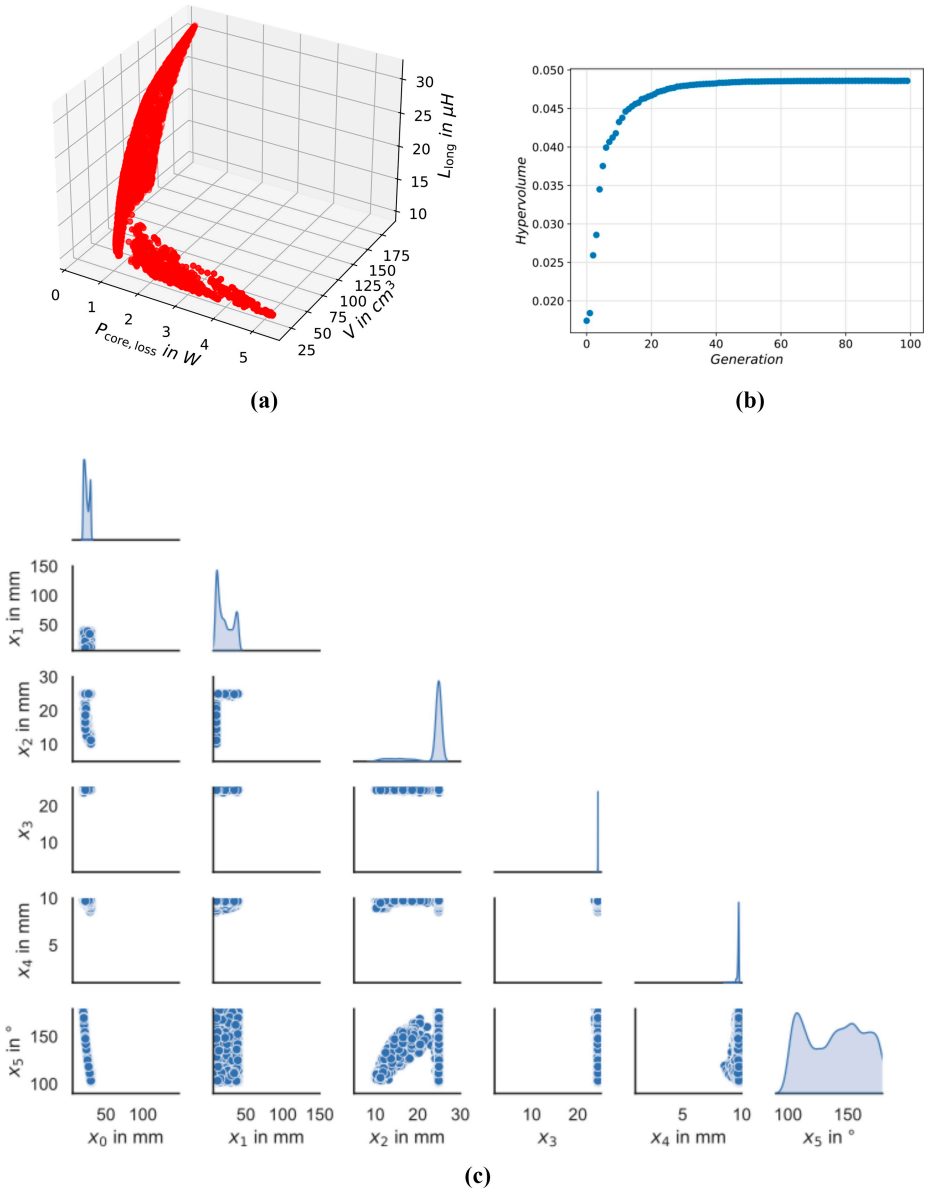 30
25
20
15
10
L_long in μH
175
150
125
100
75
50
25
V in cm³
0
1
2
3
4
5
P_core, loss in W
(a)
0.050
0.045
0.040
0.035
0.030
0.025
0.020
Hypervolume
0 20 40 60 80 100
Generation
(b)
150
100
50
x₁ in mm
30
20
10
x₂ in mm
20
10
x₃
10
5
x₄ in mm
150
100
x₅ in °
50 100
50 100 150
10 20 30
10 20
5 10
100 150
x₀ in mm x₁ in mm x₂ in mm x₃ x₄ in mm x₅ in °
(c)